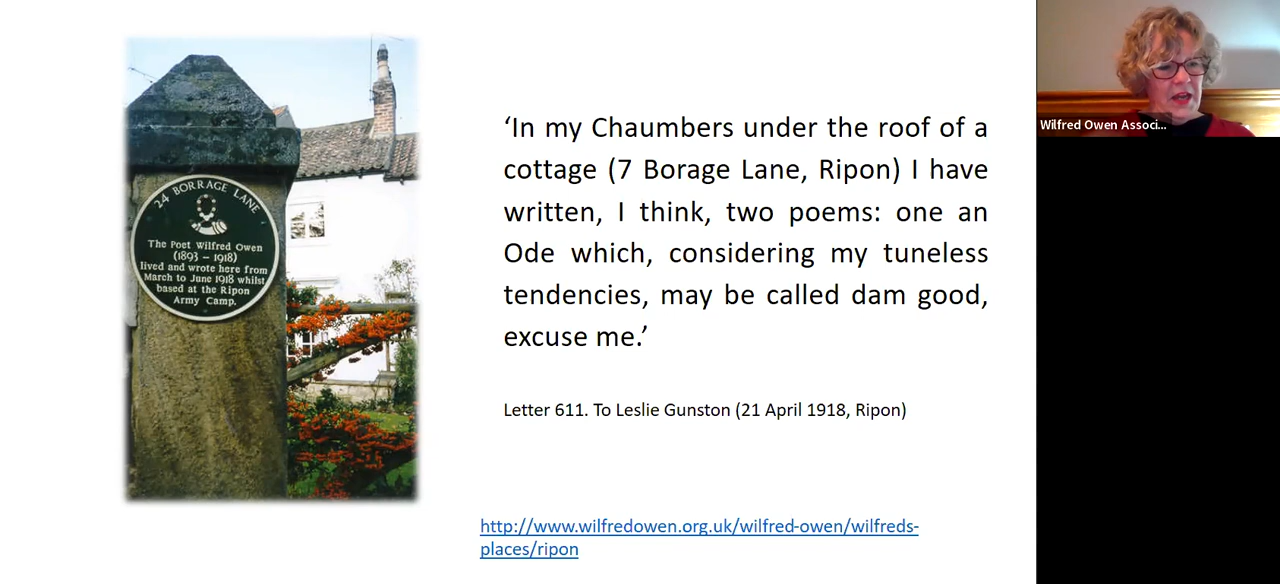 24 BORRAGE LANE
The Poet Wilfred Owen
(1893 – 1918)
lived and wrote here from
March to June 1918 whilst
based at the Ripon
Army Camp.
‘In my Chaumbers under the roof of a
cottage (7 Borage Lane, Ripon) I have
written, I think, two poems: one an
Ode which, considering my tuneless
tendencies, may be called dam good,
excuse me.’
Letter 611. To Leslie Gunston (21 April 1918, Ripon)
http://www.wilfredowen.org.uk/wilfred-owen/wilfreds-
places/ripon
Wilfred Owen Associ...